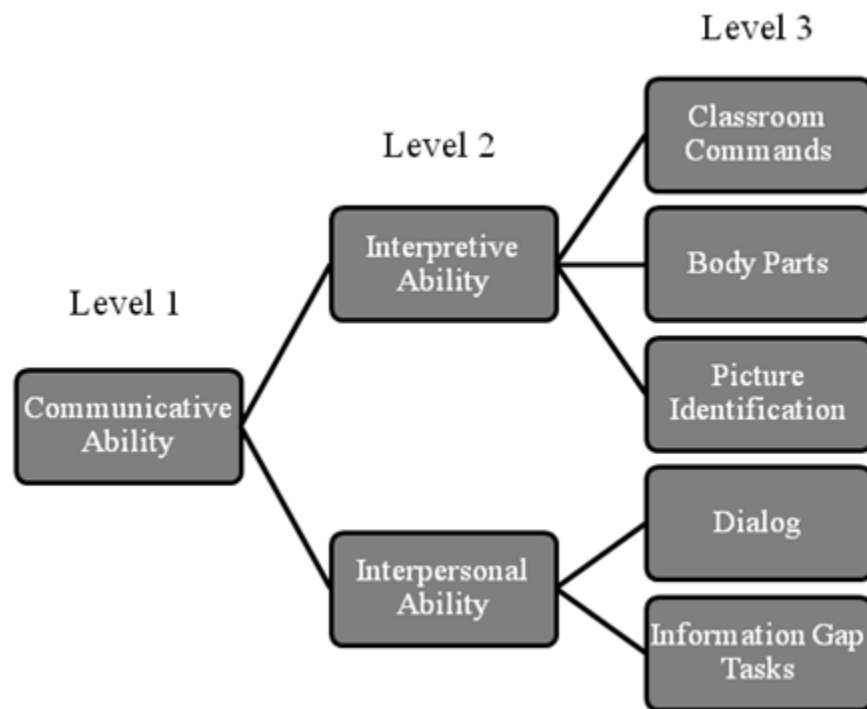 Level 1
Communicative
Ability
Level 2
Interpretive
Ability
Interpersonal
Ability
Level 3
Classroom
Commands
Body Parts
Picture
Identification
Dialog
Information Gap
Tasks